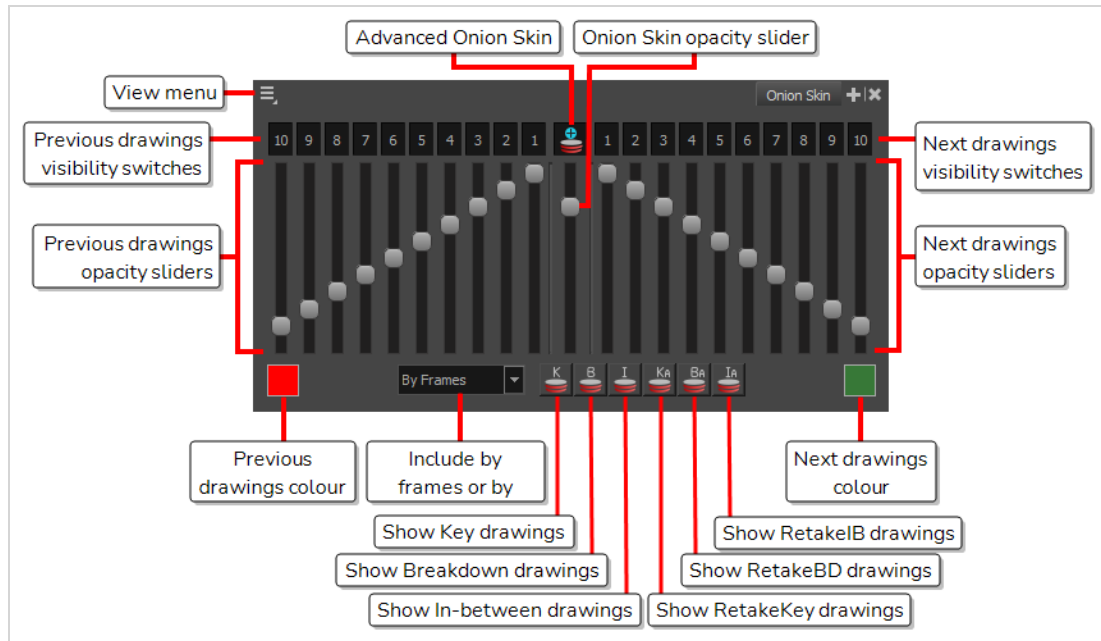 Advanced Onion Skin
Onion Skin opacity slider
View menu
Onion Skin
Previous drawings
visibility switches
10 9 8 7 6 5 4 3 2 1
1 2 3 4 5 6 7 8 9 10
Next drawings
visibility switches
Previous drawings
opacity sliders
Next drawings
opacity sliders
By Frames
K B I KA BA IA
Previous
drawings colour
Include by
frames or by
Next drawings
colour
Show Key drawings
Show RetakeIB drawings
Show Breakdown drawings
Show RetakeBD drawings
Show In-between drawings
Show RetakeKey drawings